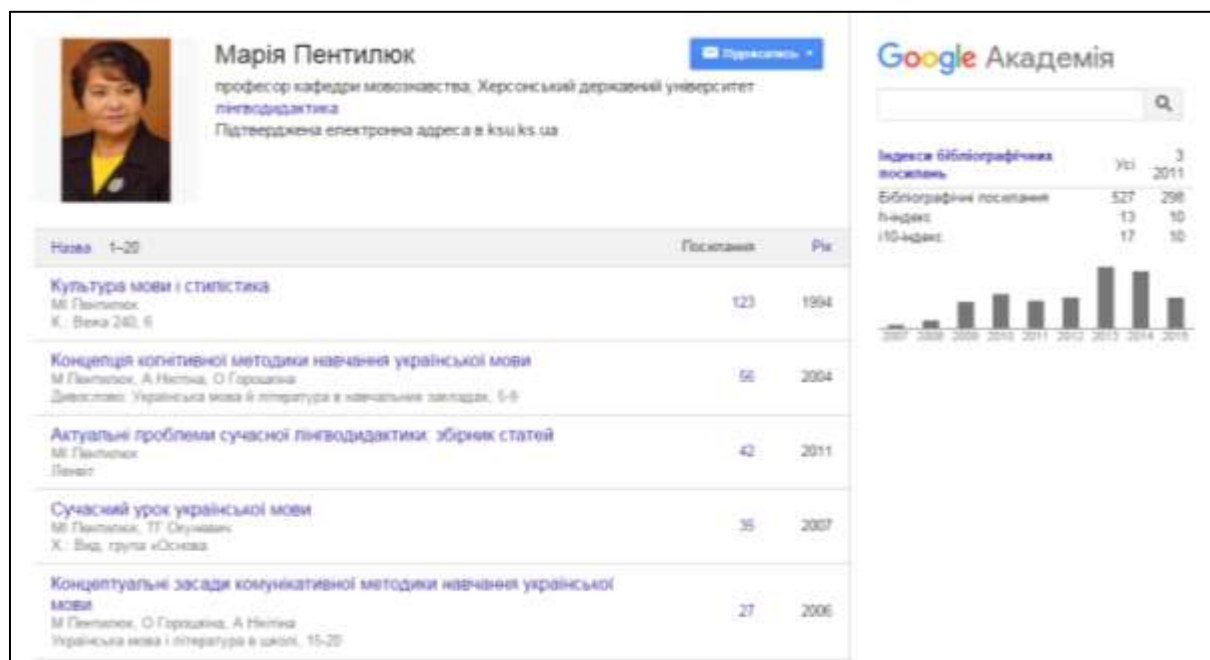 Марія Пентилюк
Підписатись
професор кафедри мовознавства, Херсонський державний університет
лінгводидактика
Підтверджена електронна адреса в ksu.ks.ua
Назва 1–20 Посилання Рік
Культура мови і стилістика 123 1994
МІ Пентилюк
К.: Вежа 240, 6
Концепція когнітивної методики навчання української мови 56 2004
М Пентилюк, А Нікітіна, О Горошкіна
Дивослово: Українська мова й література в навчальних закладах, 5-9
Актуальні проблеми сучасної лінгводидактики: збірник статей 42 2011
МІ Пентилюк
Ленвіт
Сучасний урок української мови 35 2007
МІ Пентилюк, ТГ Окуневич
Х.: Вид. група «Основа
Концептуальні засади комунікативної методики навчання української
мови 27 2006
М Пентилюк, О Горошкіна, А Нікітіна
Українська мова і література в школі, 15-20
Google Академія
Індекси бібліографічних посилань Усі З 2011
Бібліографічні посилання 527 298
h-індекс 13 10
i10-індекс 17 10
2007 2008 2009 2010 2011 2012 2013 2014 2015